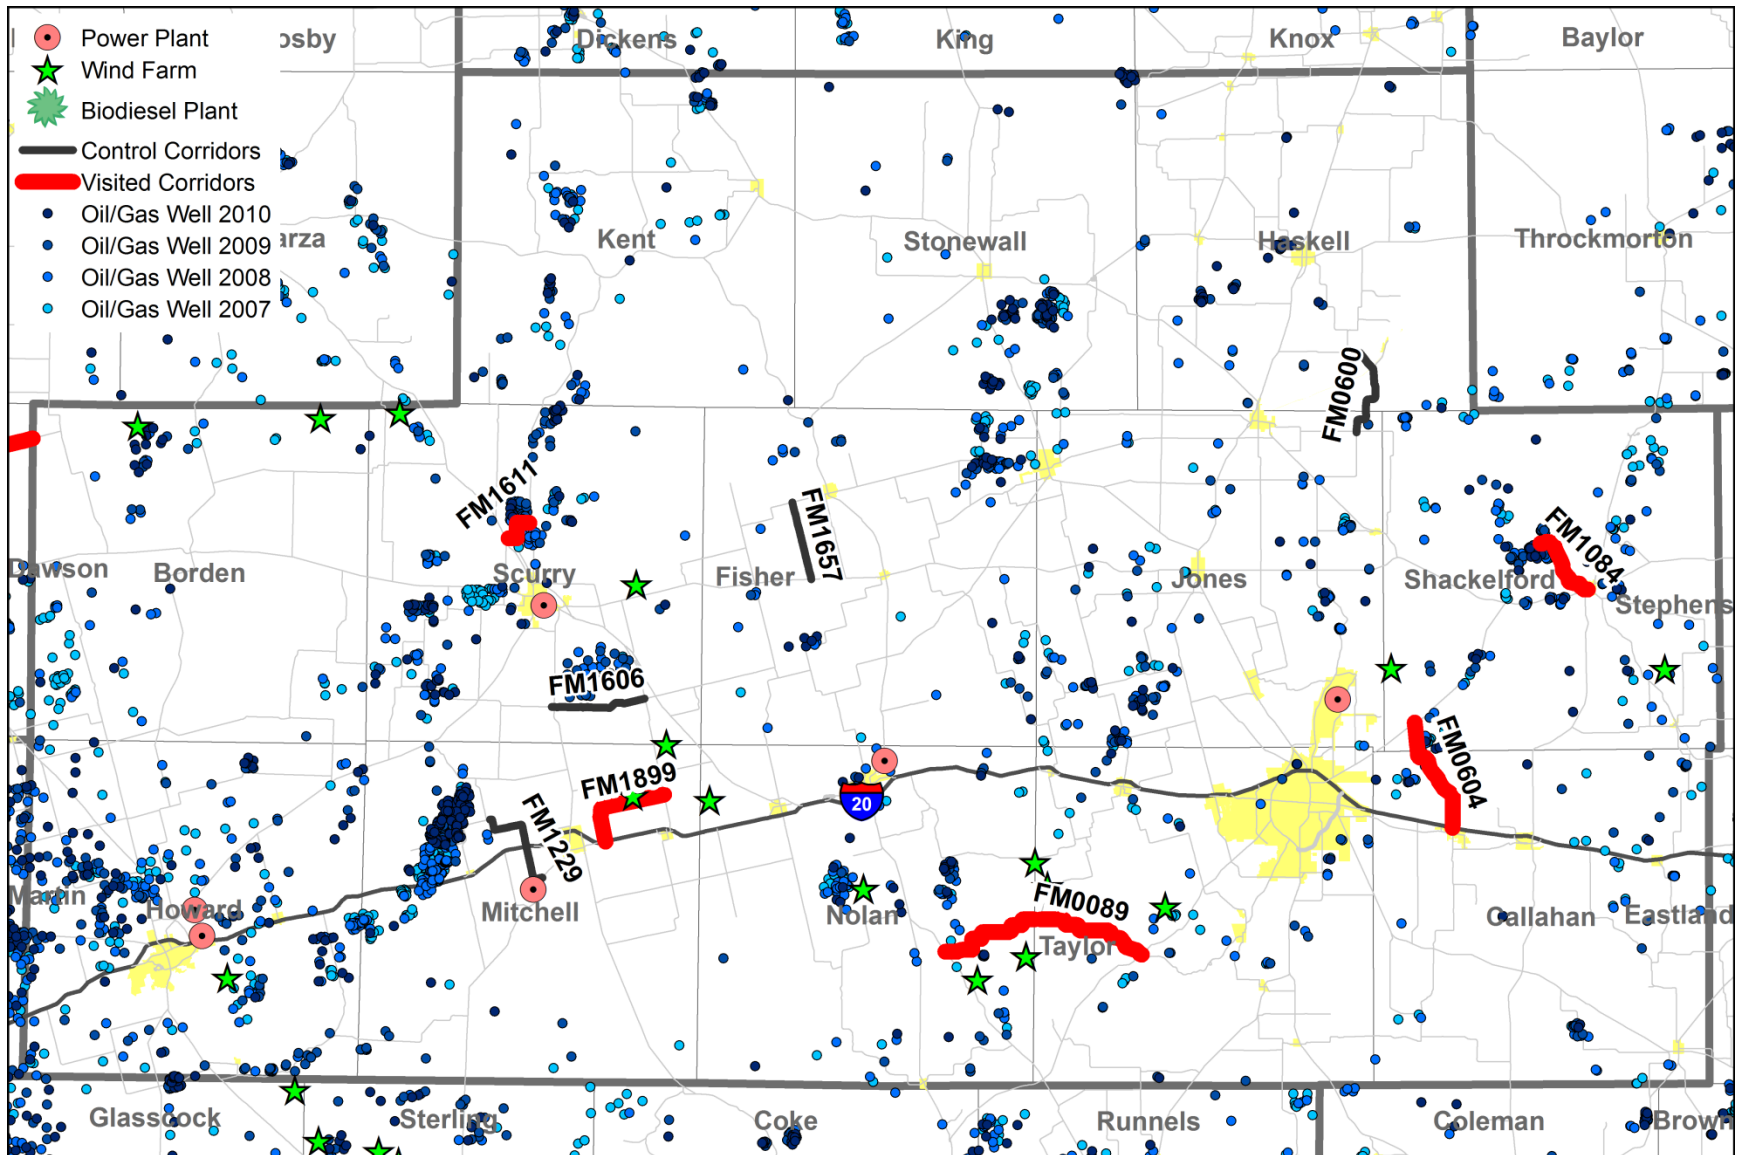 Power Plant
Wind Farm
Biodiesel Plant
Control Corridors
Visited Corridors
Oil/Gas Well 2010
Oil/Gas Well 2009
Oil/Gas Well 2008
Oil/Gas Well 2007
osby
Dickens
King
Knox
Baylor
arza
Kent
Stonewall
Haskell
Throckmorton
FM0600
FM1611
FM1657
FM1084
Dawson
Borden
Scurry
Fisher
Jones
Shackelford
Stephens
FM1606
FM1899
FM1229
FM0604
20
Martin
Howard
Mitchell
Nolan
FM0089
Taylor
Callahan
Eastland
Glasscock
Sterling
Coke
Runnels
Coleman
Brown